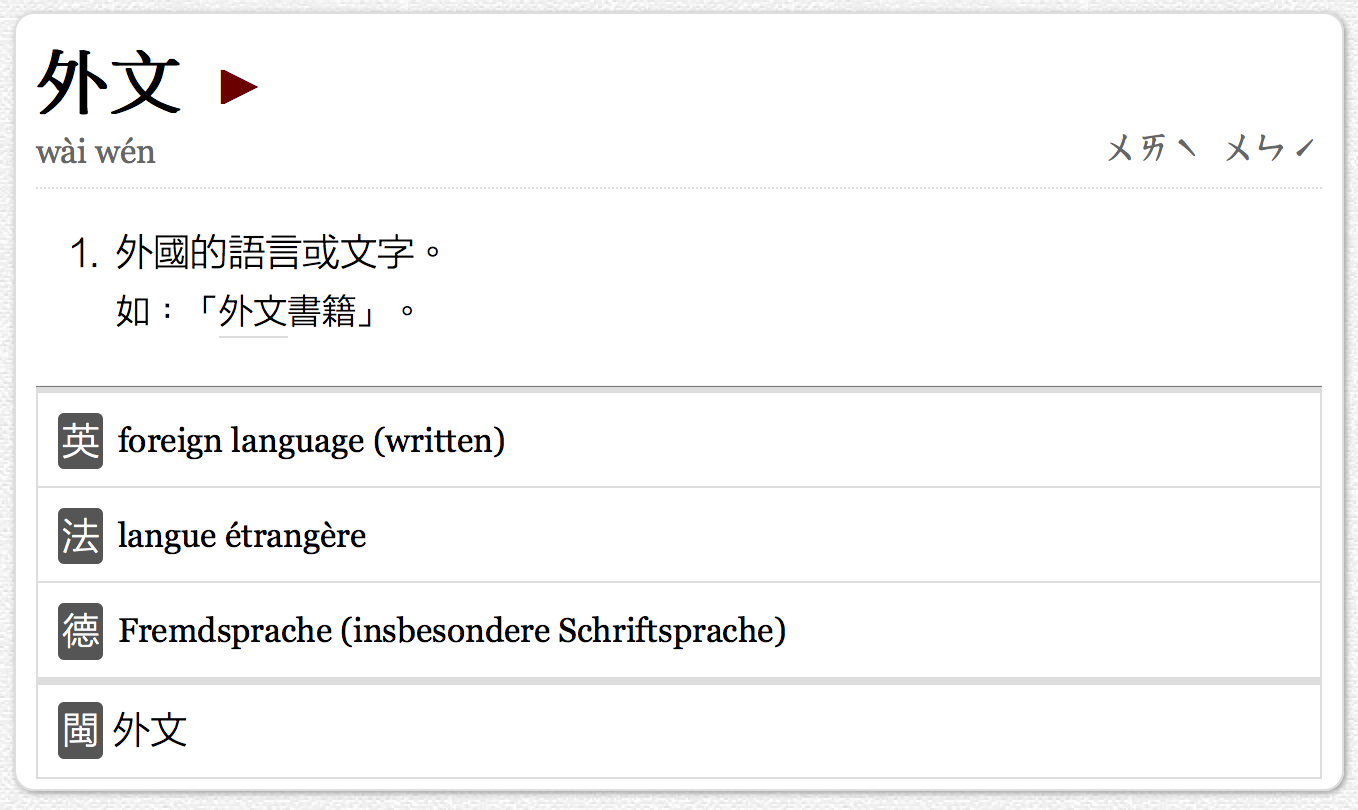 外文 ▶
wài wén ㄨㄞˋ ㄨㄣˊ
1. 外國的語言或文字。
如：「外文書籍」。
英 foreign language (written)
法 langue étrangère
德 Fremdsprache (insbesondere Schriftsprache)
閩 外文